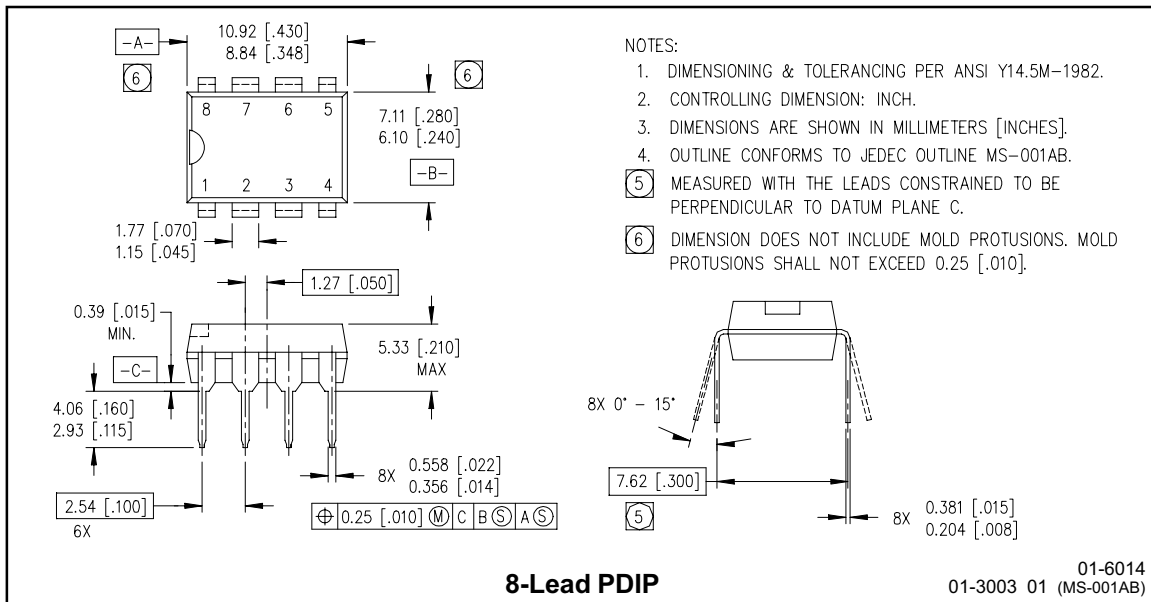 -A-
10.92 [.430]
8.84 [.348]
6
6
8 7 6 5
1 2 3 4
7.11 [.280]
6.10 [.240]
-B-
1.77 [.070]
1.15 [.045]
1.27 [.050]
0.39 [.015]
MIN.
-C-
5.33 [.210]
MAX
4.06 [.160]
2.93 [.115]
8X 0.558 [.022]
0.356 [.014]
2.54 [.100]
6X
⌖ 0.25 [.010] Ⓜ C B Ⓢ A Ⓢ
NOTES:
1. DIMENSIONING & TOLERANCING PER ANSI Y14.5M-1982.
2. CONTROLLING DIMENSION: INCH.
3. DIMENSIONS ARE SHOWN IN MILLIMETERS [INCHES].
4. OUTLINE CONFORMS TO JEDEC OUTLINE MS-001AB.
5 MEASURED WITH THE LEADS CONSTRAINED TO BE
PERPENDICULAR TO DATUM PLANE C.
6 DIMENSION DOES NOT INCLUDE MOLD PROTUSIONS. MOLD
PROTUSIONS SHALL NOT EXCEED 0.25 [.010].
8X 0° - 15°
7.62 [.300]
5
8X 0.381 [.015]
0.204 [.008]
8-Lead PDIP
01-6014
01-3003 01 (MS-001AB)